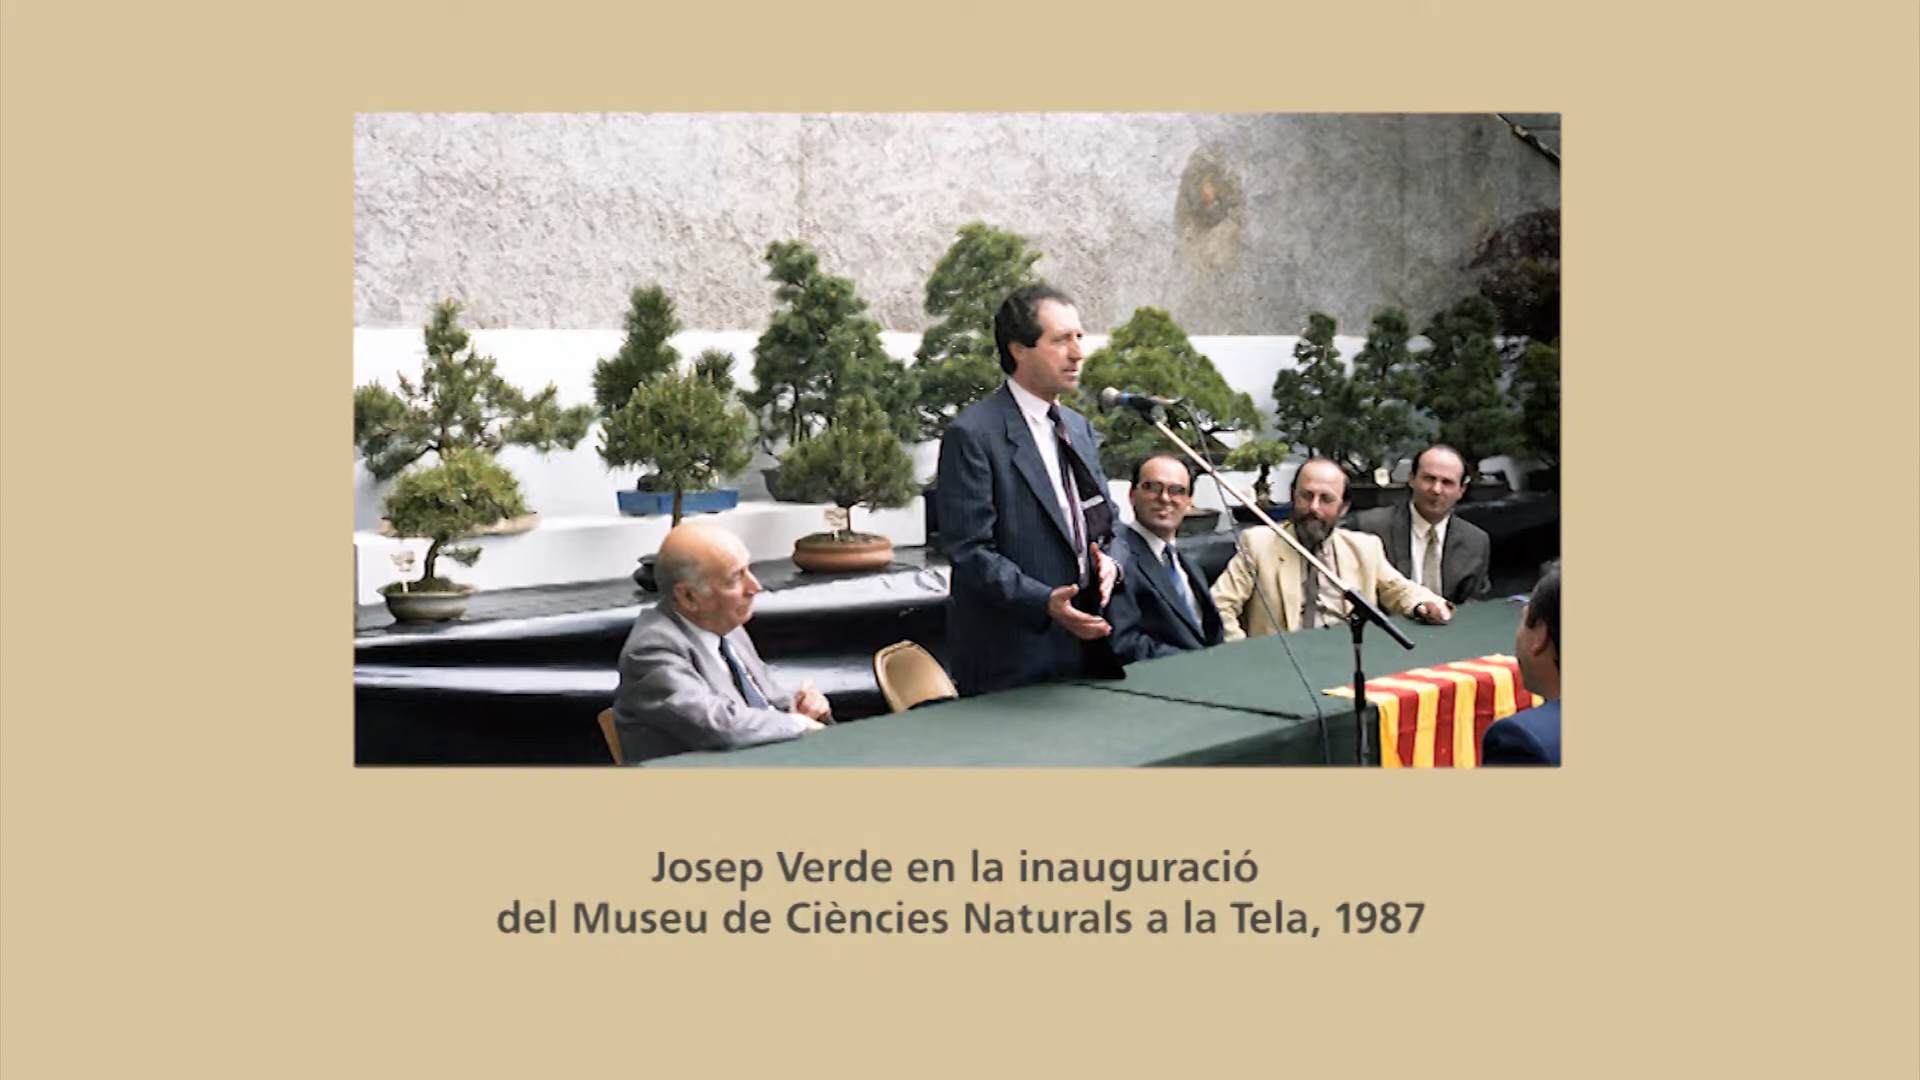 Josep Verde en la inauguració
del Museu de Ciències Naturals a la Tela, 1987